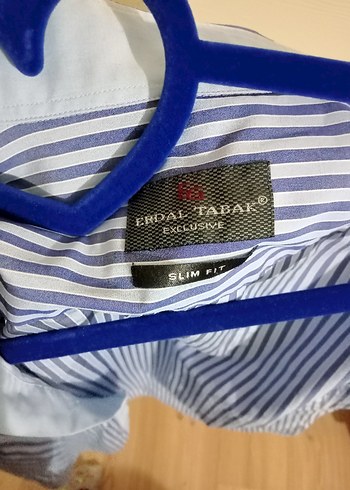 ERDAL TABAK®
EXCLUSIVE
SLIM FIT